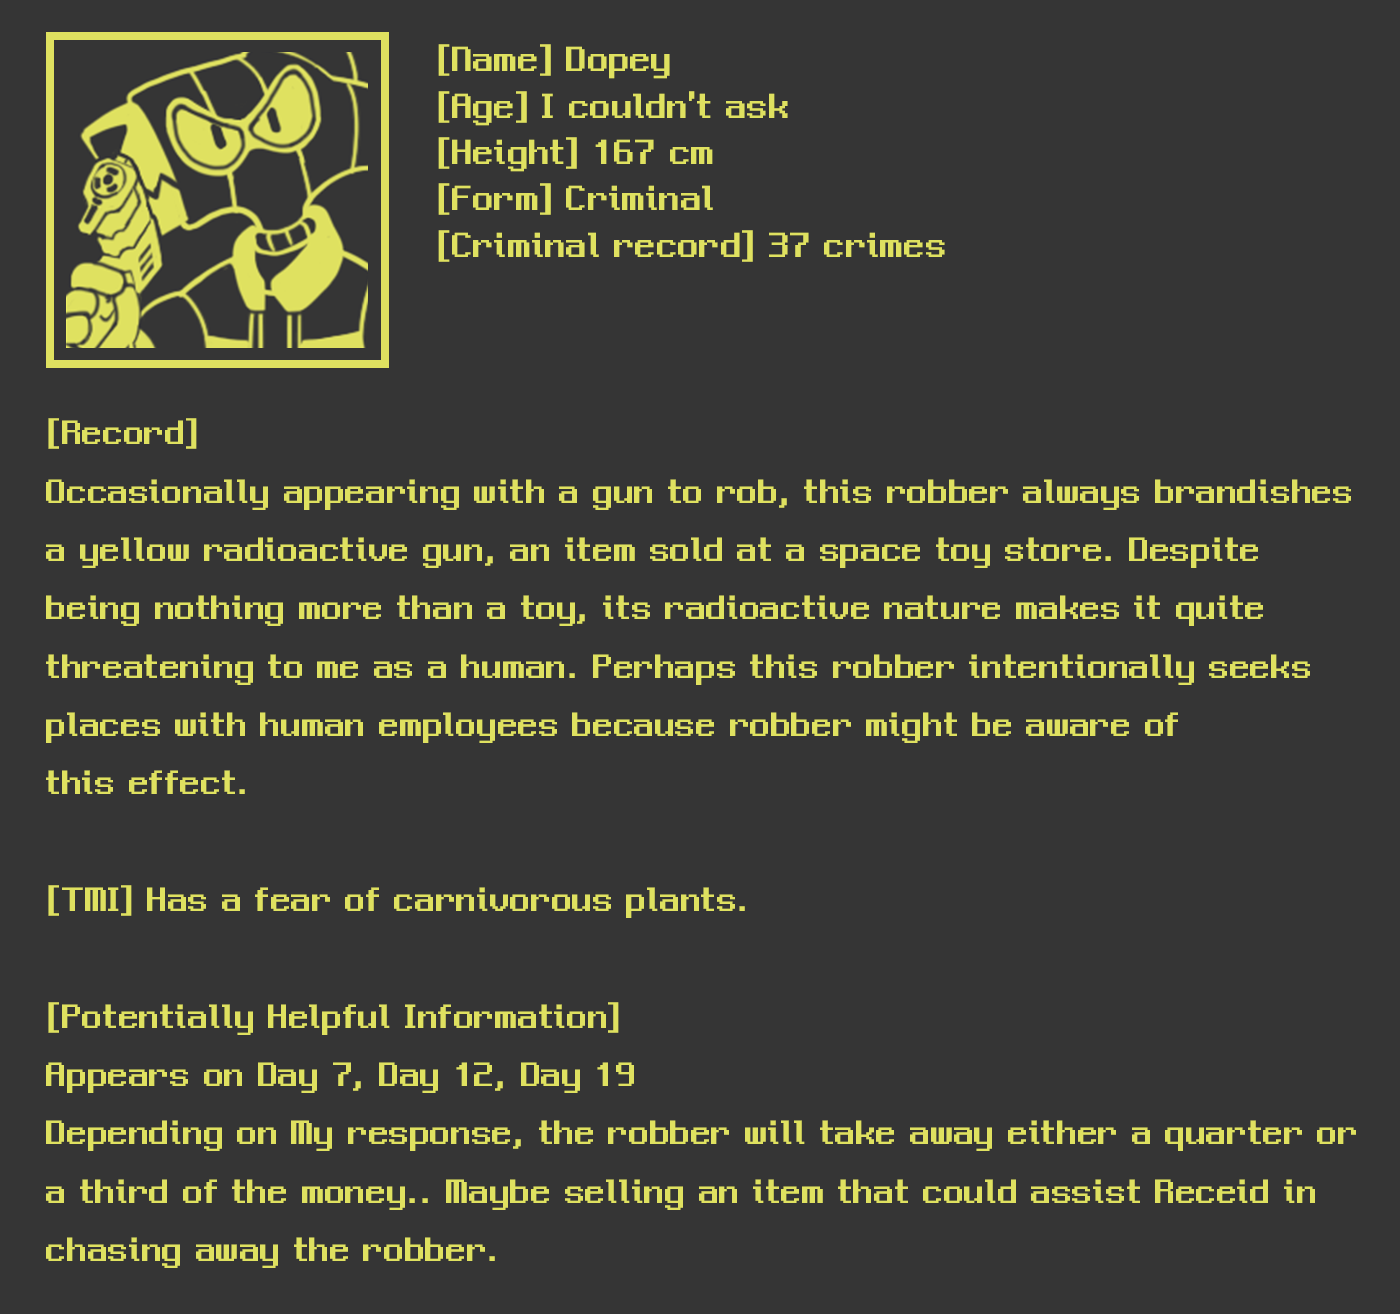 [Name] Dopey
[Age] I couldn't ask
[Height] 167 cm
[Form] Criminal
[Criminal record] 37 crimes
[Record]
Occasionally appearing with a gun to rob, this robber always brandishes
a yellow radioactive gun, an item sold at a space toy store. Despite
being nothing more than a toy, its radioactive nature makes it quite
threatening to me as a human. Perhaps this robber intentionally seeks
places with human employees because robber might be aware of
this effect.
[TMI] Has a fear of carnivorous plants.
[Potentially Helpful Information]
Appears on Day 7, Day 12, Day 19
Depending on My response, the robber will take away either a quarter or
a third of the money.. Maybe selling an item that could assist Receid in
chasing away the robber.